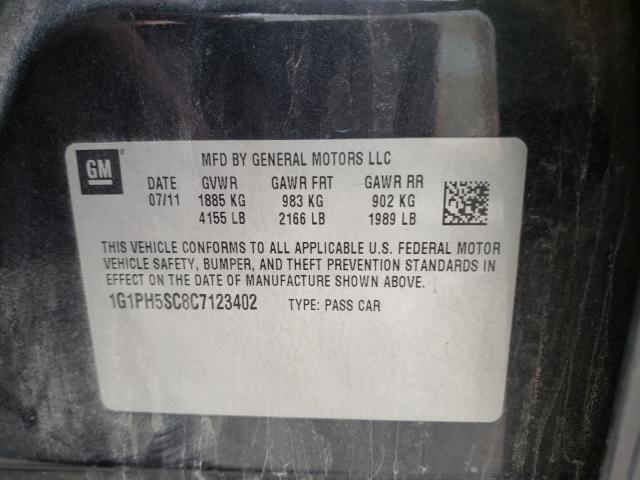 GM
MFD BY GENERAL MOTORS LLC
DATE GVWR GAWR FRT GAWR RR
07/11 1885 KG 983 KG 902 KG
4155 LB 2166 LB 1989 LB
THIS VEHICLE CONFORMS TO ALL APPLICABLE U.S. FEDERAL MOTOR
VEHICLE SAFETY, BUMPER, AND THEFT PREVENTION STANDARDS IN
EFFECT ON THE DATE OF MANUFACTURE SHOWN ABOVE.
1G1PH5SC8C7123402 TYPE: PASS CAR